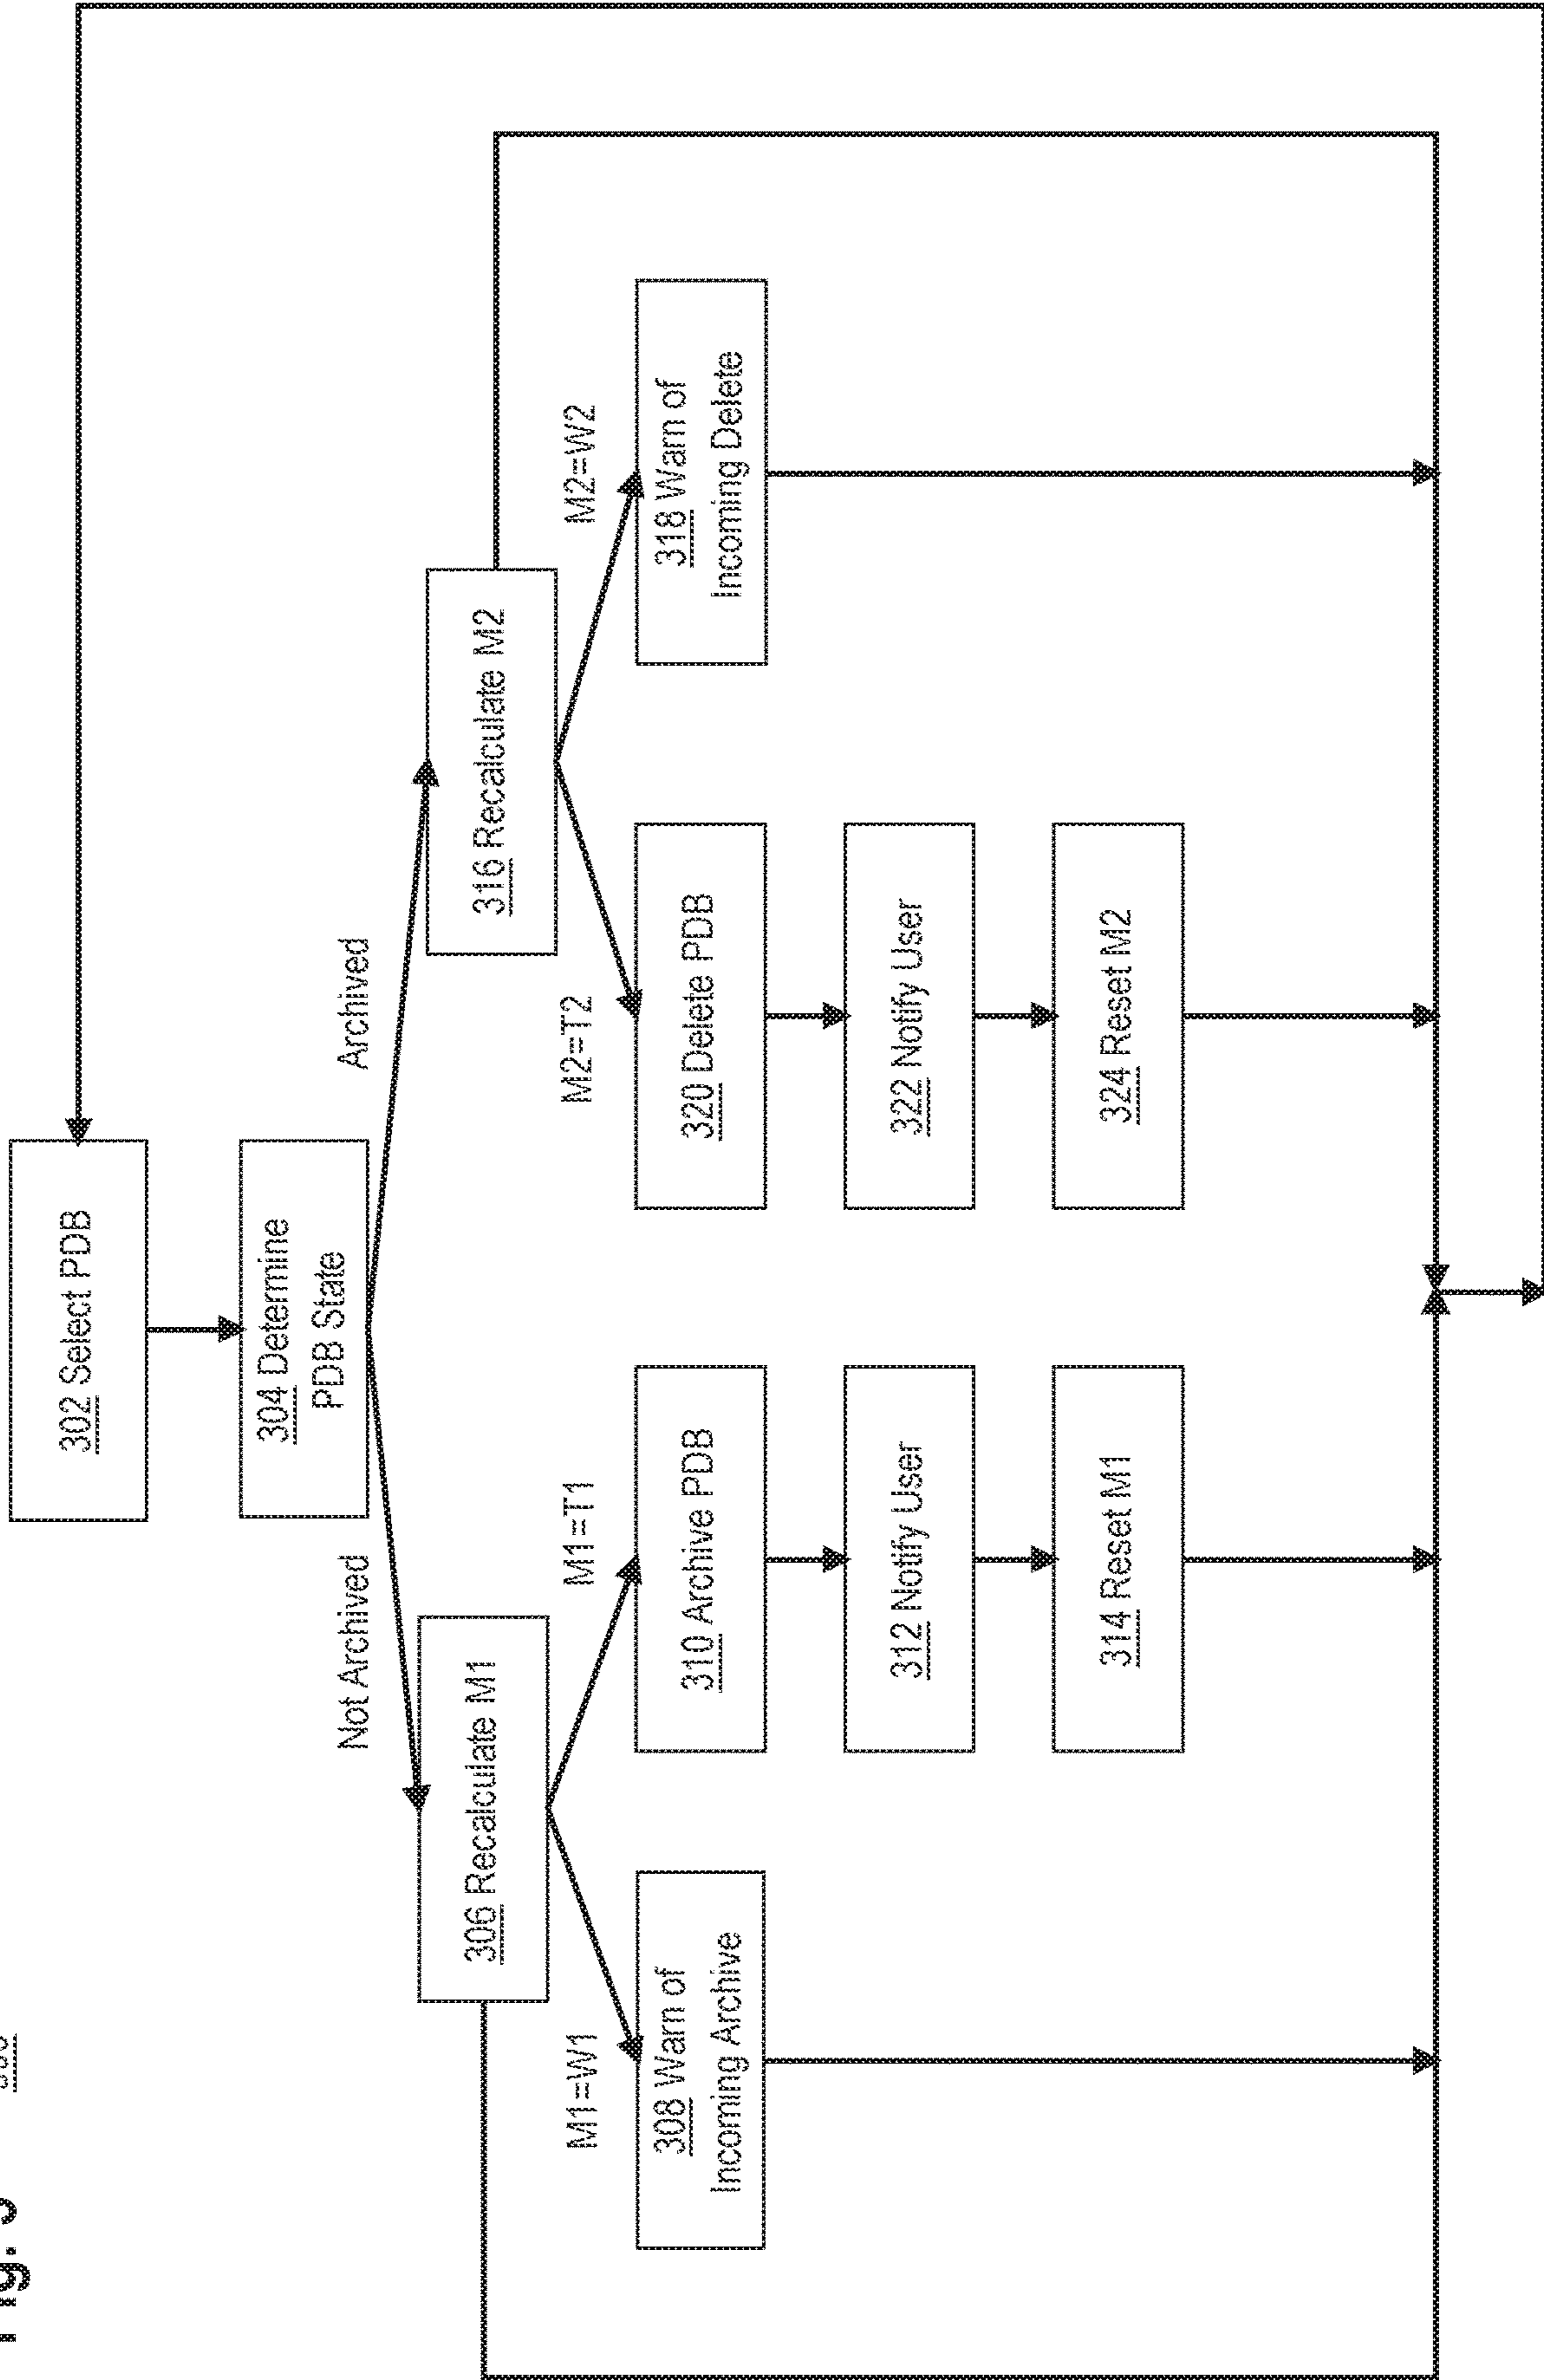 Fig. 3
302 Select PDB
304 Determine
PDB State
Not Archived
Archived
306 Recalculate M1
316 Recalculate M2
M1=W1
M1=T1
M2=T2
M2=W2
308 Warn of
Incoming Archive
310 Archive PDB
320 Delete PDB
318 Warn of
Incoming Delete
312 Notify User
322 Notify User
314 Reset M1
324 Reset M2